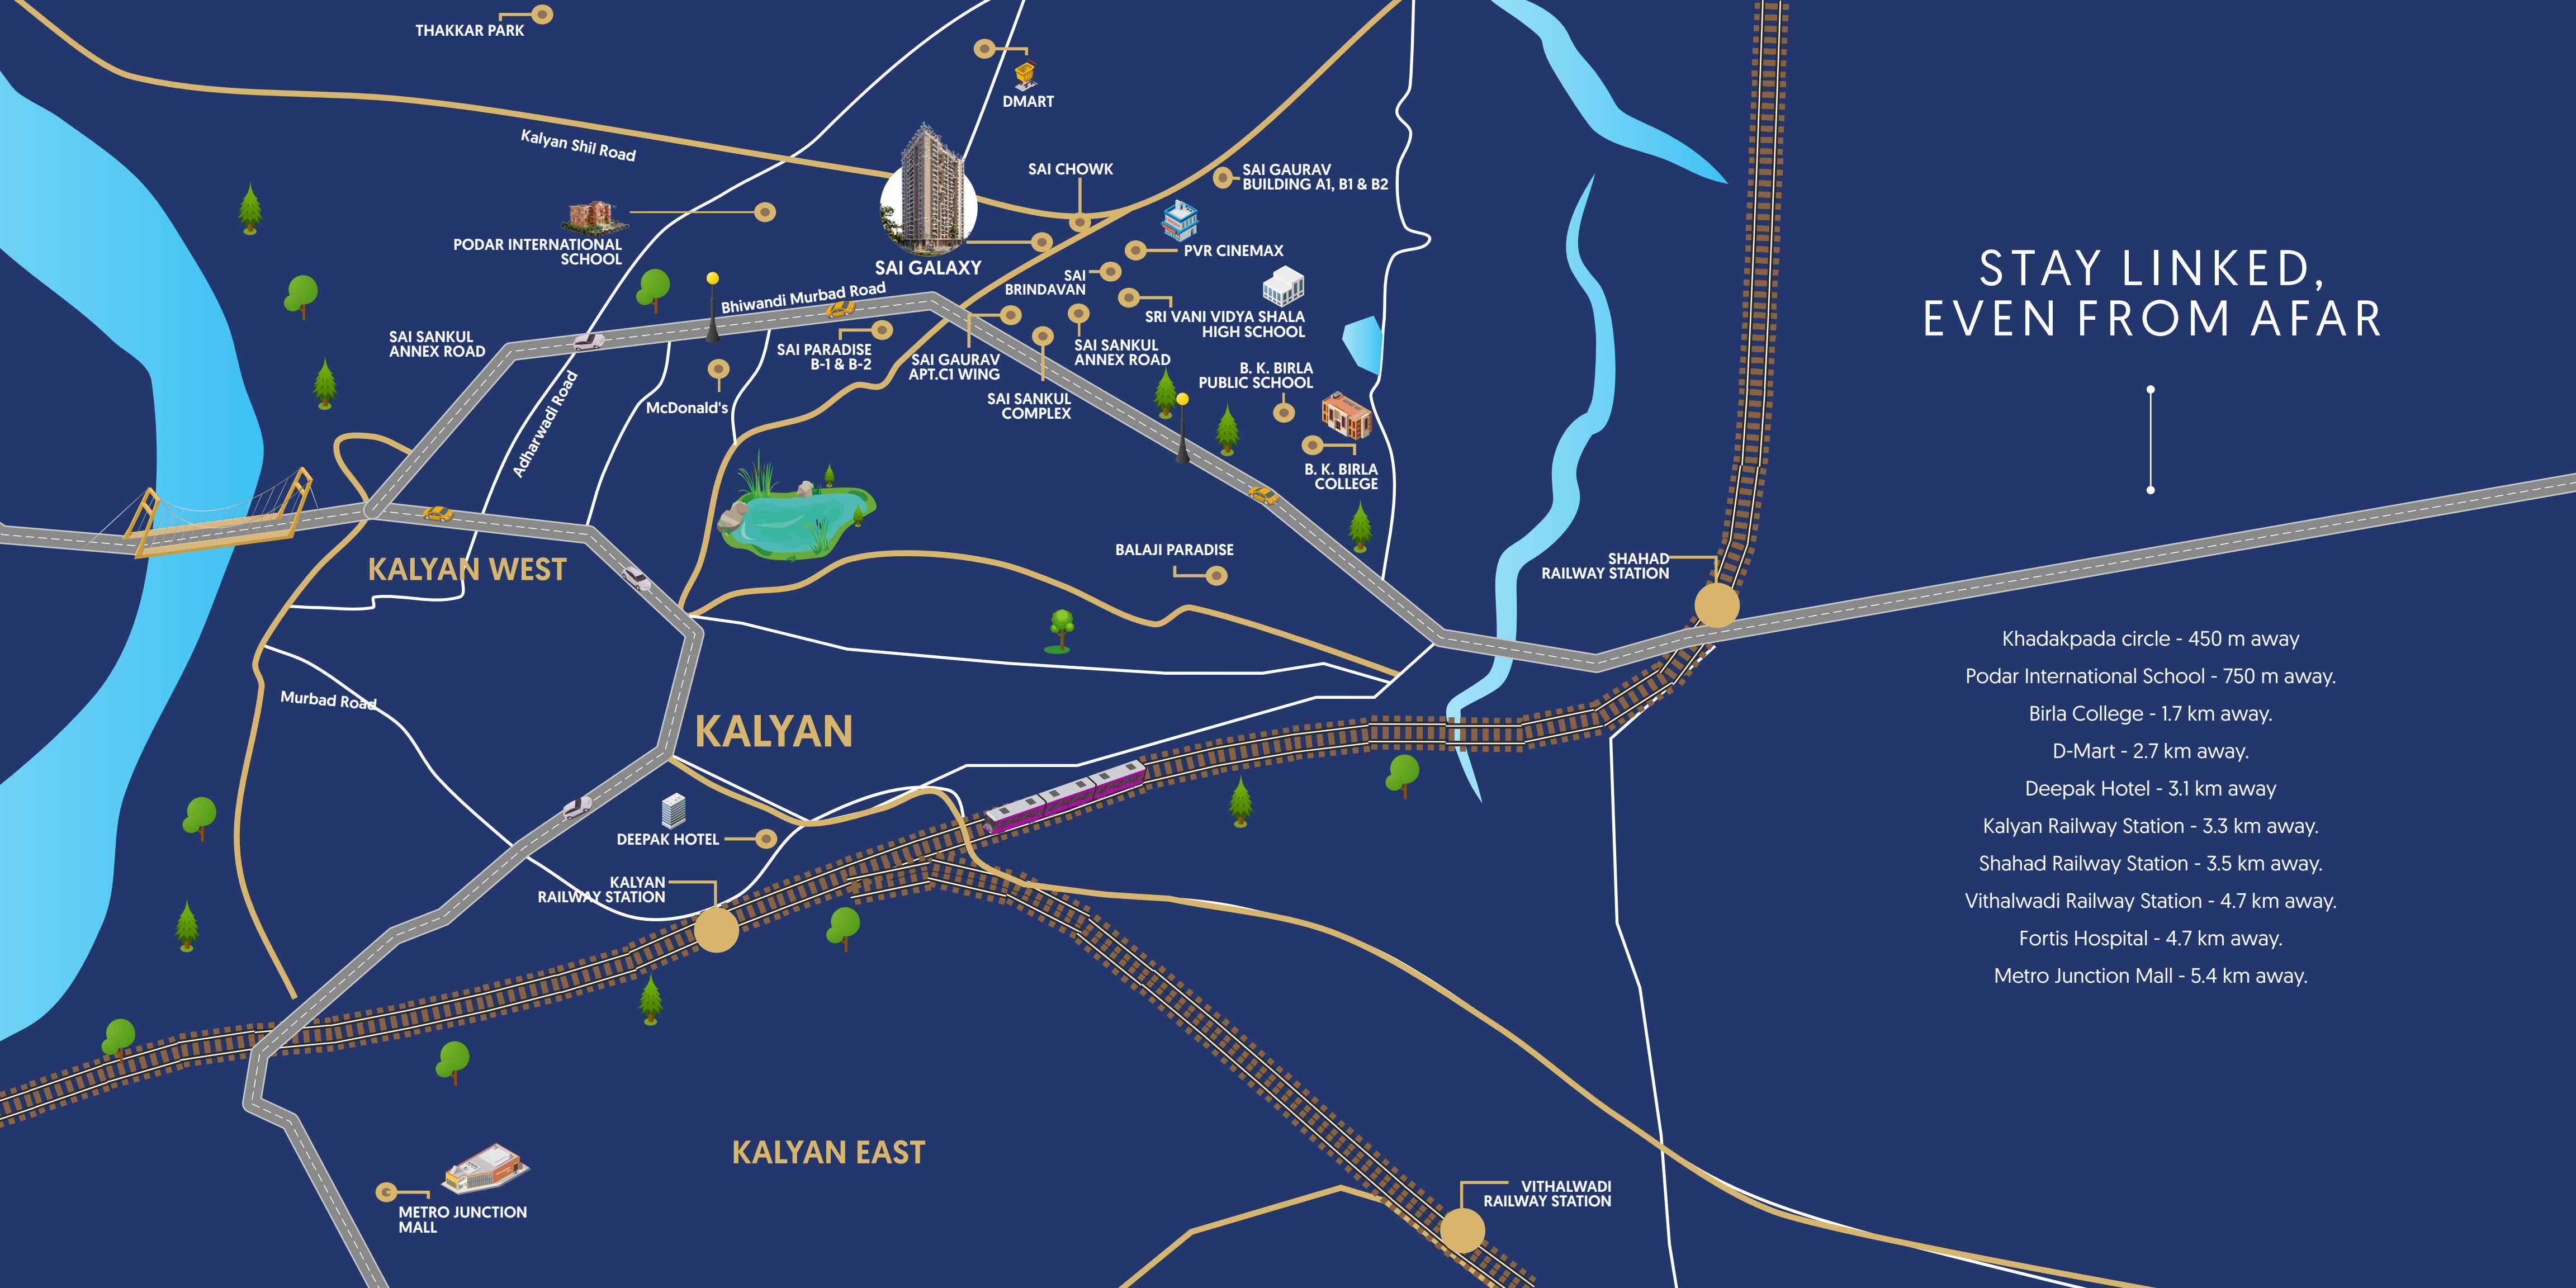 THAKKAR PARK
DMART
Kalyan Shil Road
SAI CHOWK
SAI GAURAV
BUILDING A1, B1 & B2
PODAR INTERNATIONAL
SCHOOL
SAI GALAXY
PVR CINEMAX
SAI
BRINDAVAN
Bhiwandi Murbad Road
SRI VANI VIDYA SHALA
HIGH SCHOOL
SAI SANKUL
ANNEX ROAD
SAI PARADISE
B-1 & B-2
SAI GAURAV
APT.C1 WING
SAI SANKUL
ANNEX ROAD
B. K. BIRLA
PUBLIC SCHOOL
Adharwadi Road
McDonald's
SAI SANKUL
COMPLEX
B. K. BIRLA
COLLEGE
KALYAN WEST
BALAJI PARADISE
SHAHAD
RAILWAY STATION
Murbad Road
KALYAN
DEEPAK HOTEL
KALYAN
RAILWAY STATION
KALYAN EAST
METRO JUNCTION
MALL
VITHALWADI
RAILWAY STATION
STAY LINKED,
EVEN FROM AFAR
Khadakpada circle - 450 m away
Podar International School - 750 m away.
Birla College - 1.7 km away.
D-Mart - 2.7 km away.
Deepak Hotel - 3.1 km away
Kalyan Railway Station - 3.3 km away.
Shahad Railway Station - 3.5 km away.
Vithalwadi Railway Station - 4.7 km away.
Fortis Hospital - 4.7 km away.
Metro Junction Mall - 5.4 km away.